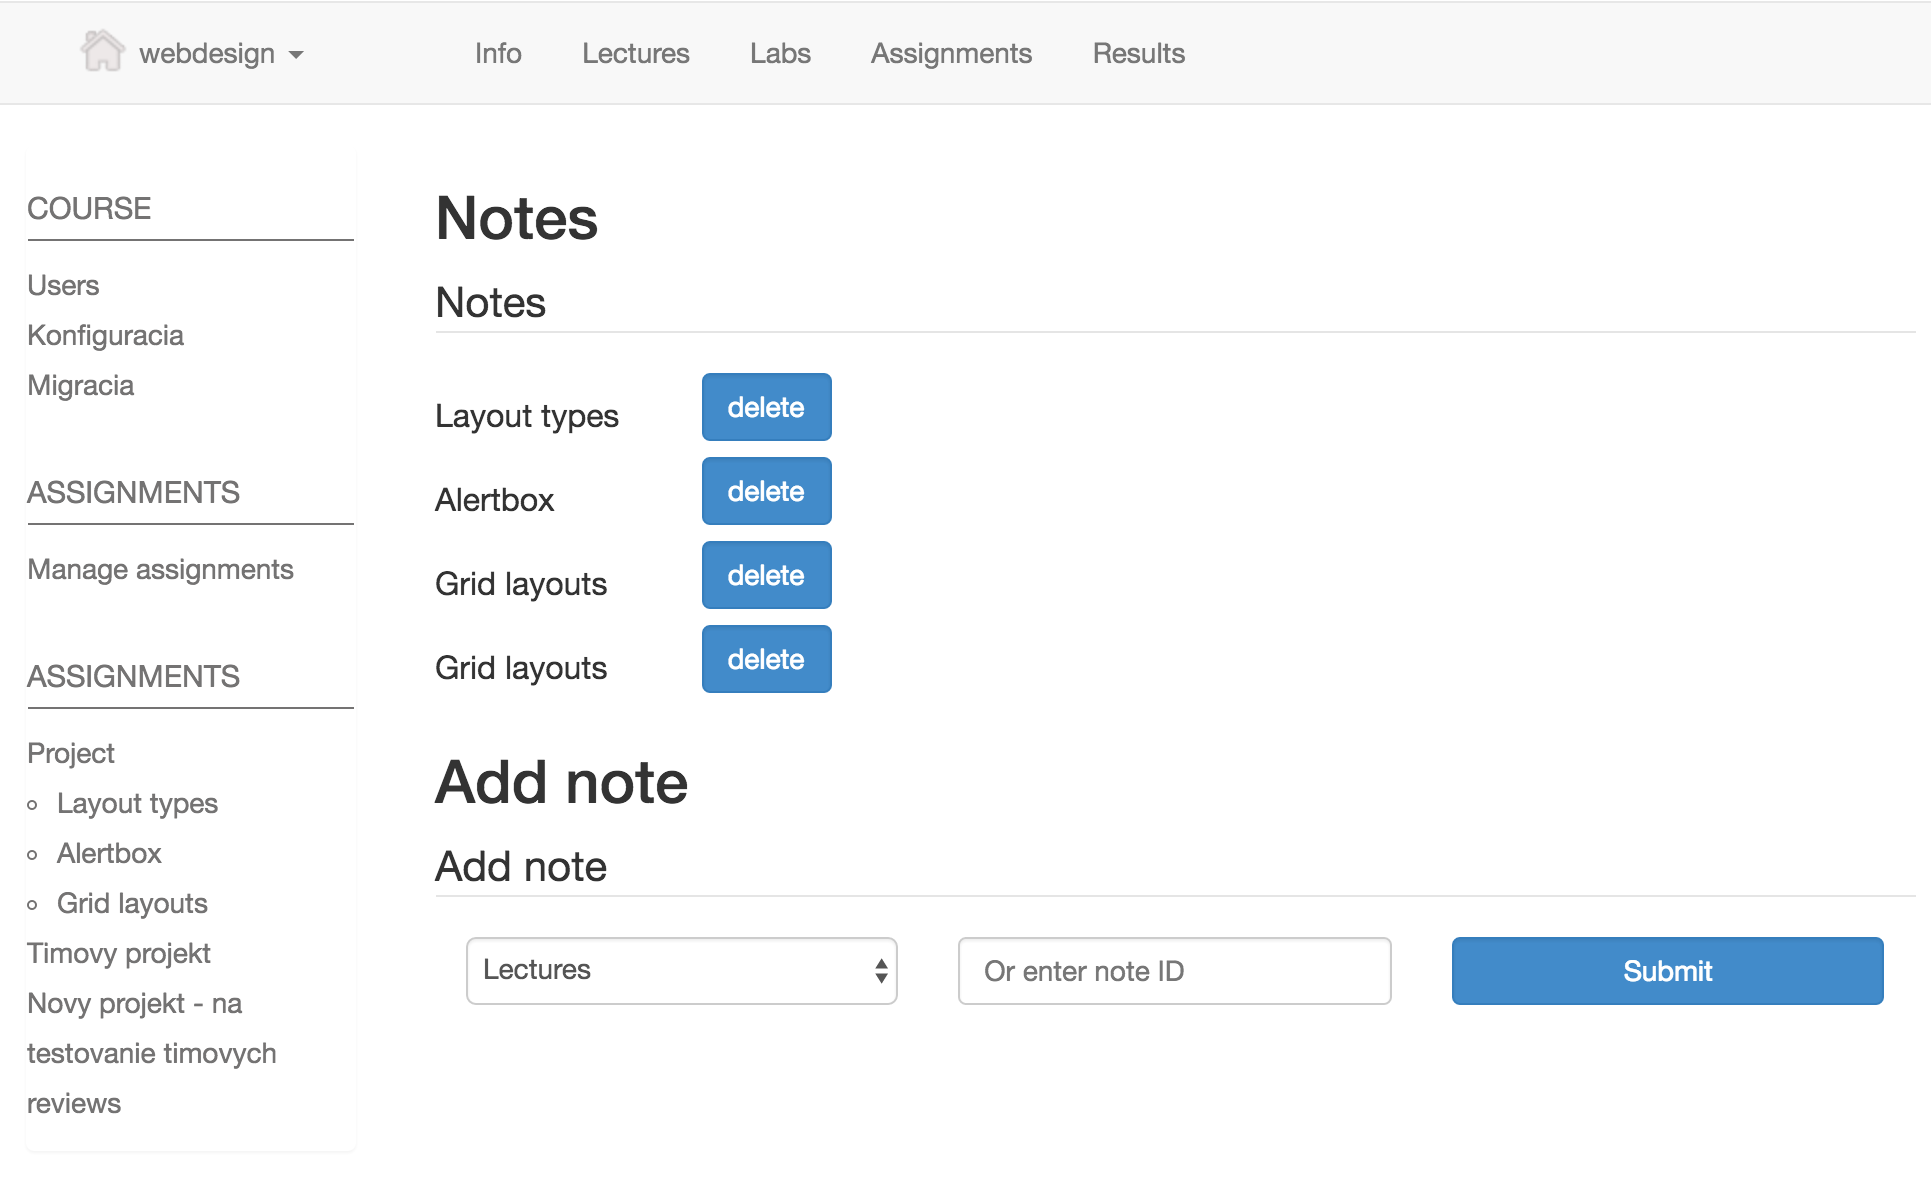 webdesign
Info
Lectures
Labs
Assignments
Results
COURSE
Users
Konfiguracia
Migracia
ASSIGNMENTS
Manage assignments
ASSIGNMENTS
Project
Layout types
Alertbox
Grid layouts
Timovy projekt
Novy projekt - na
testovanie timovych
reviews
Notes
Notes
Layout types delete
Alertbox delete
Grid layouts delete
Grid layouts delete
Add note
Add note
Lectures
Or enter note ID
Submit